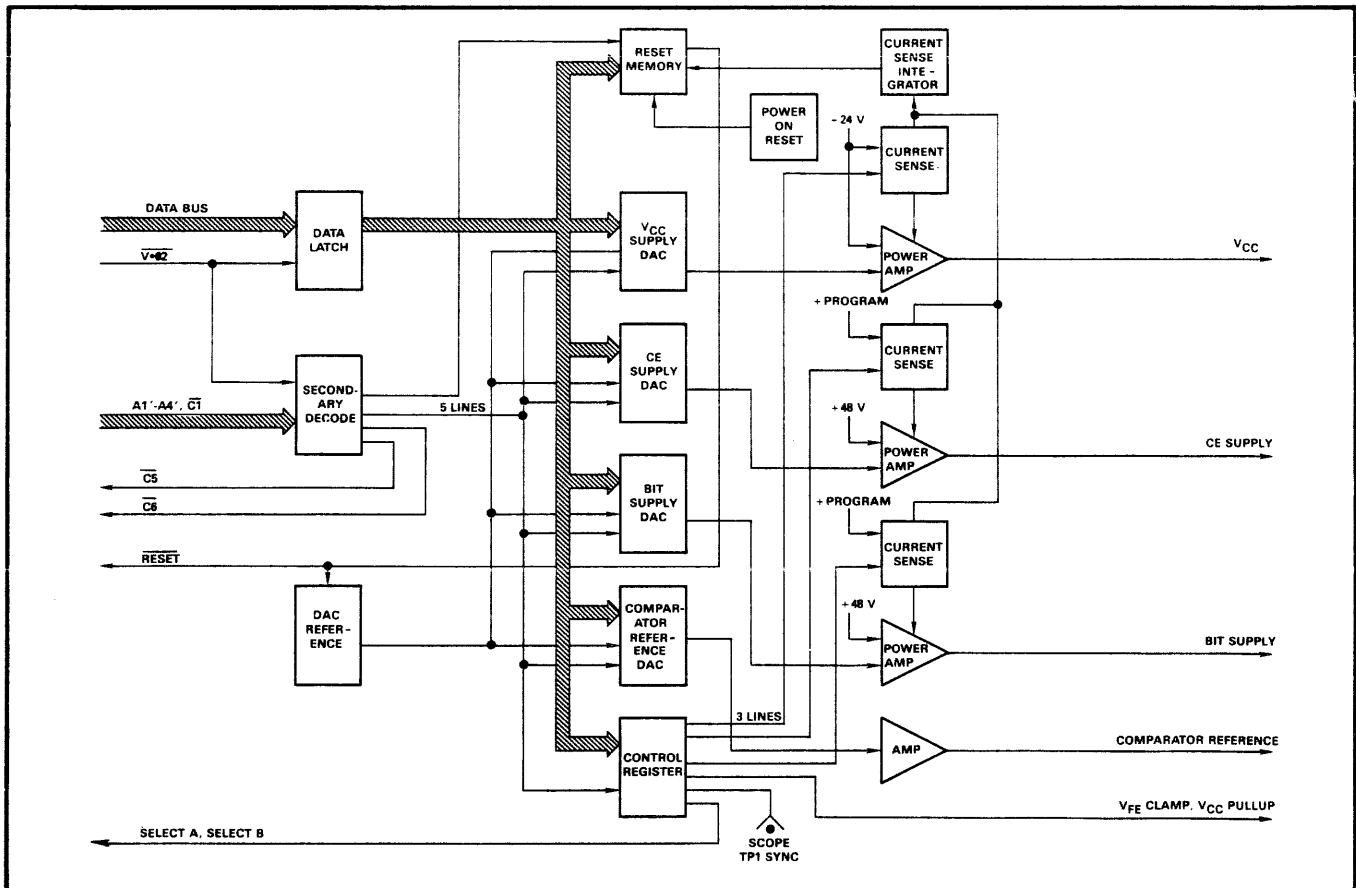 RESET
MEMORY
CURRENT
SENSE
INTE -
GRATOR
POWER
ON
RESET
- 24 V
CURRENT
SENSE
DATA BUS
DATA
LATCH
V•ø2
VCC
SUPPLY
DAC
POWER
AMP
VCC
+ PROGRAM
CE
SUPPLY
DAC
CURRENT
SENSE
SECOND-
ARY
DECODE
A1'-A4', C1
5 LINES
+48 V
POWER
AMP
CE SUPPLY
C5
C6
BIT
SUPPLY
DAC
+ PROGRAM
CURRENT
SENSE
RESET
DAC
REFER-
ENCE
COMPAR-
ATOR
REFER-
ENCE
DAC
+48 V
POWER
AMP
BIT SUPPLY
3 LINES
CONTROL
REGISTER
AMP
COMPARATOR REFERENCE
VFE CLAMP, VCC PULLUP
SELECT A, SELECT B
SCOPE
TP1 SYNC